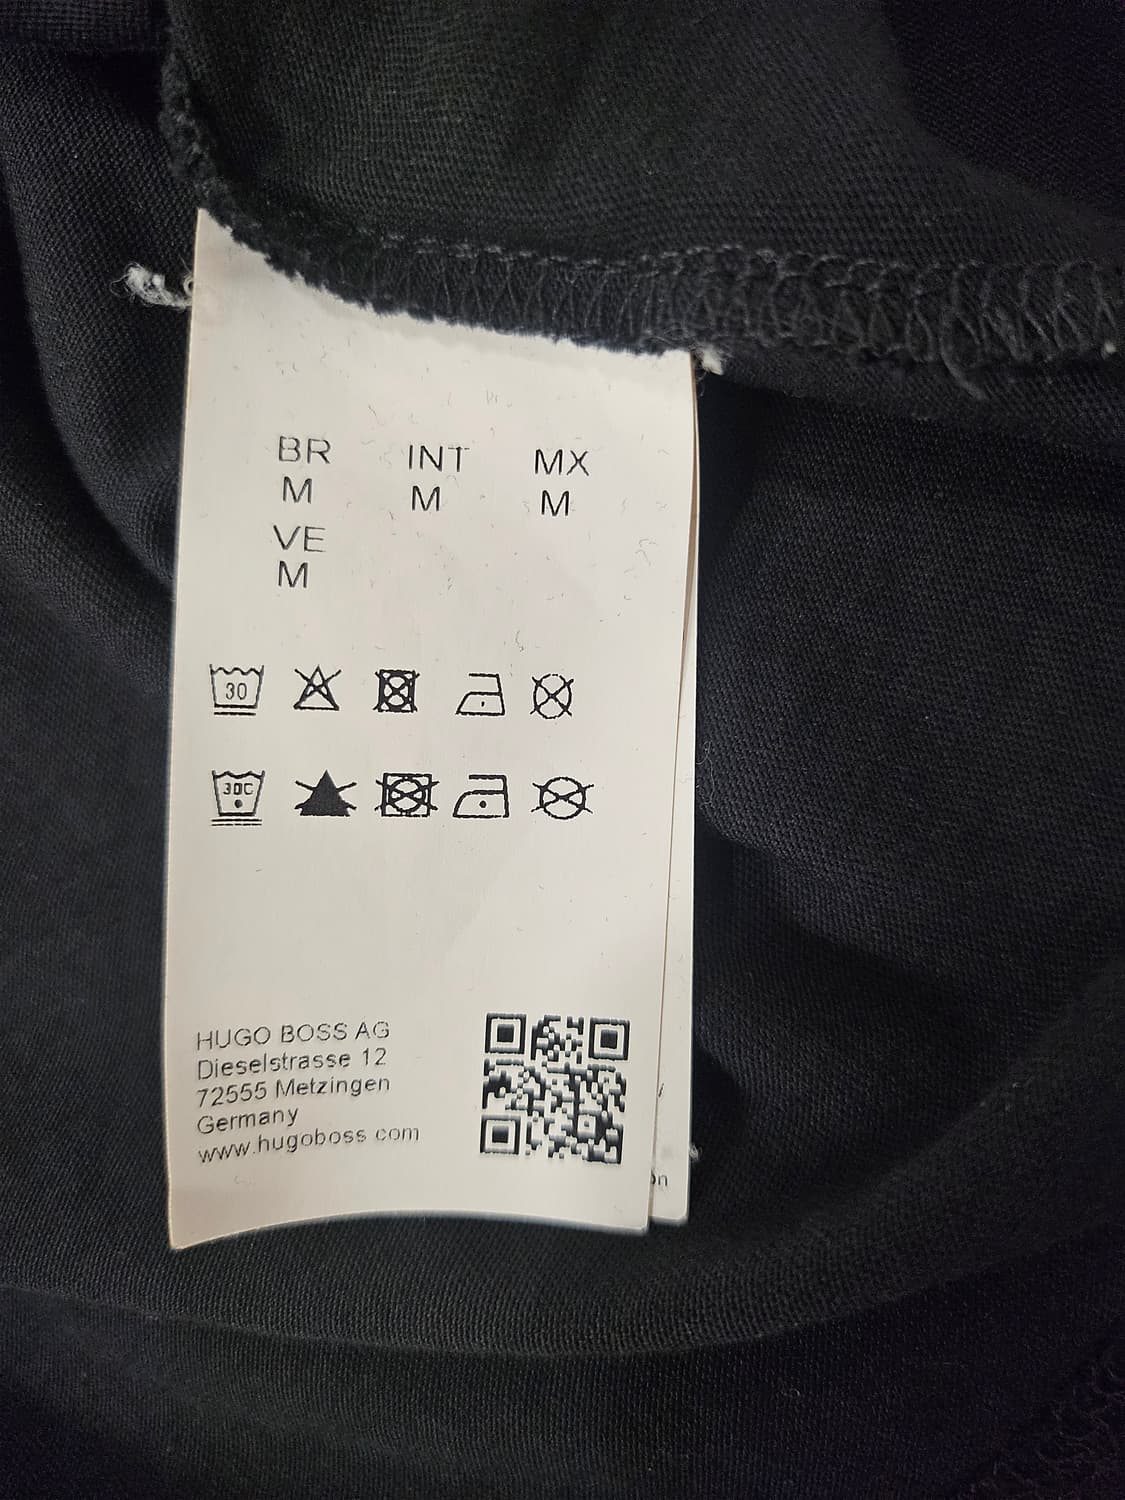 BR INT MX
M M M
VE
M
30
30C
HUGO BOSS AG
Dieselstrasse 12
72555 Metzingen
Germany
www.hugoboss.com